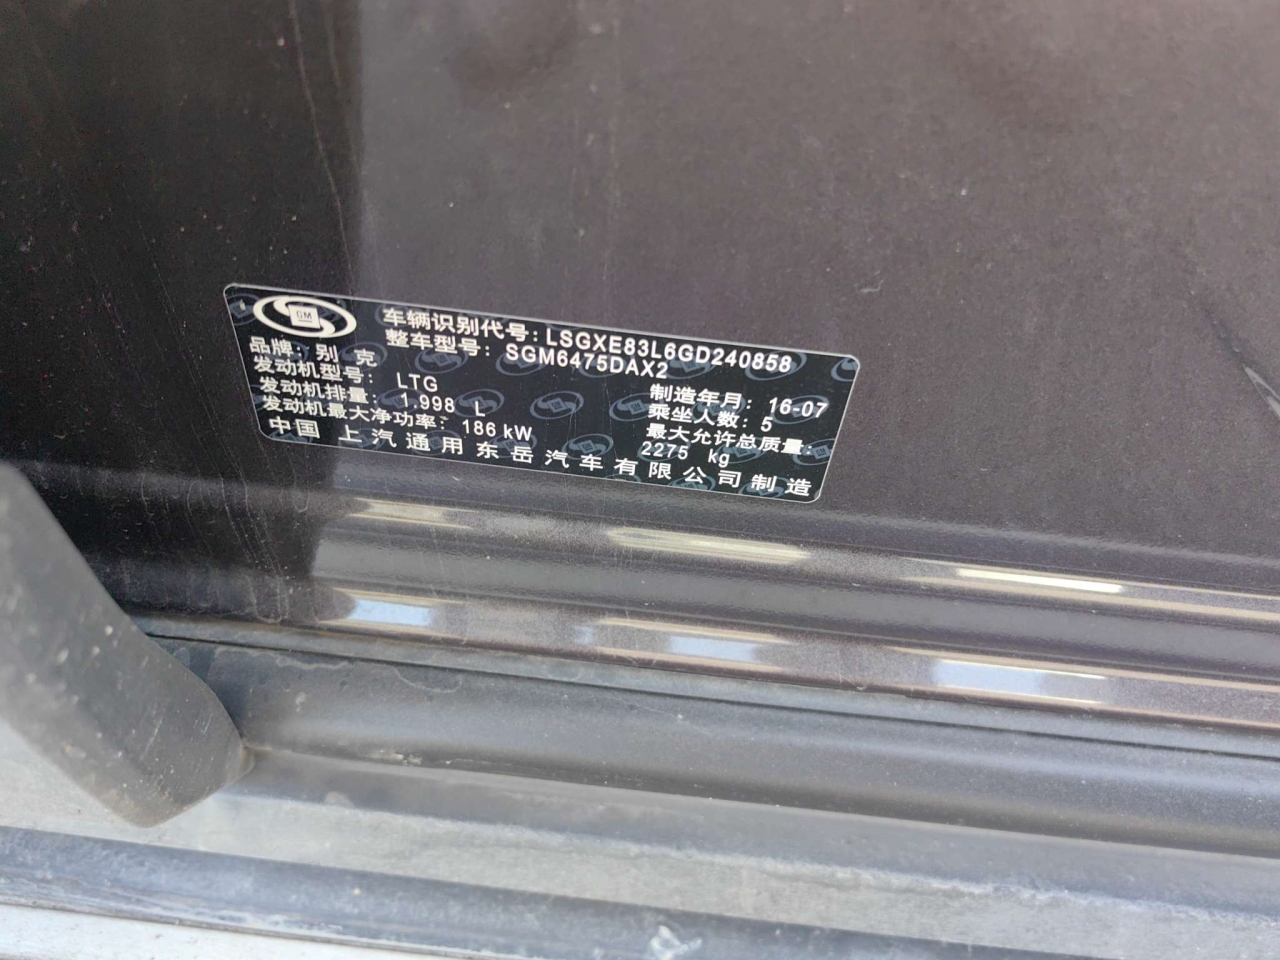 GM
车辆识别代号: LSGXE83L6GD240858
整车型号: SGM6475DAX2
品牌: 别 克
发动机型号: LTG
制造年月: 16-07
发动机排量: 1.998 L
乘坐人数: 5
发动机最大净功率: 186 kW
最大允许总质量: 2275 kg
中国 上汽通用东岳汽车有限公司制造